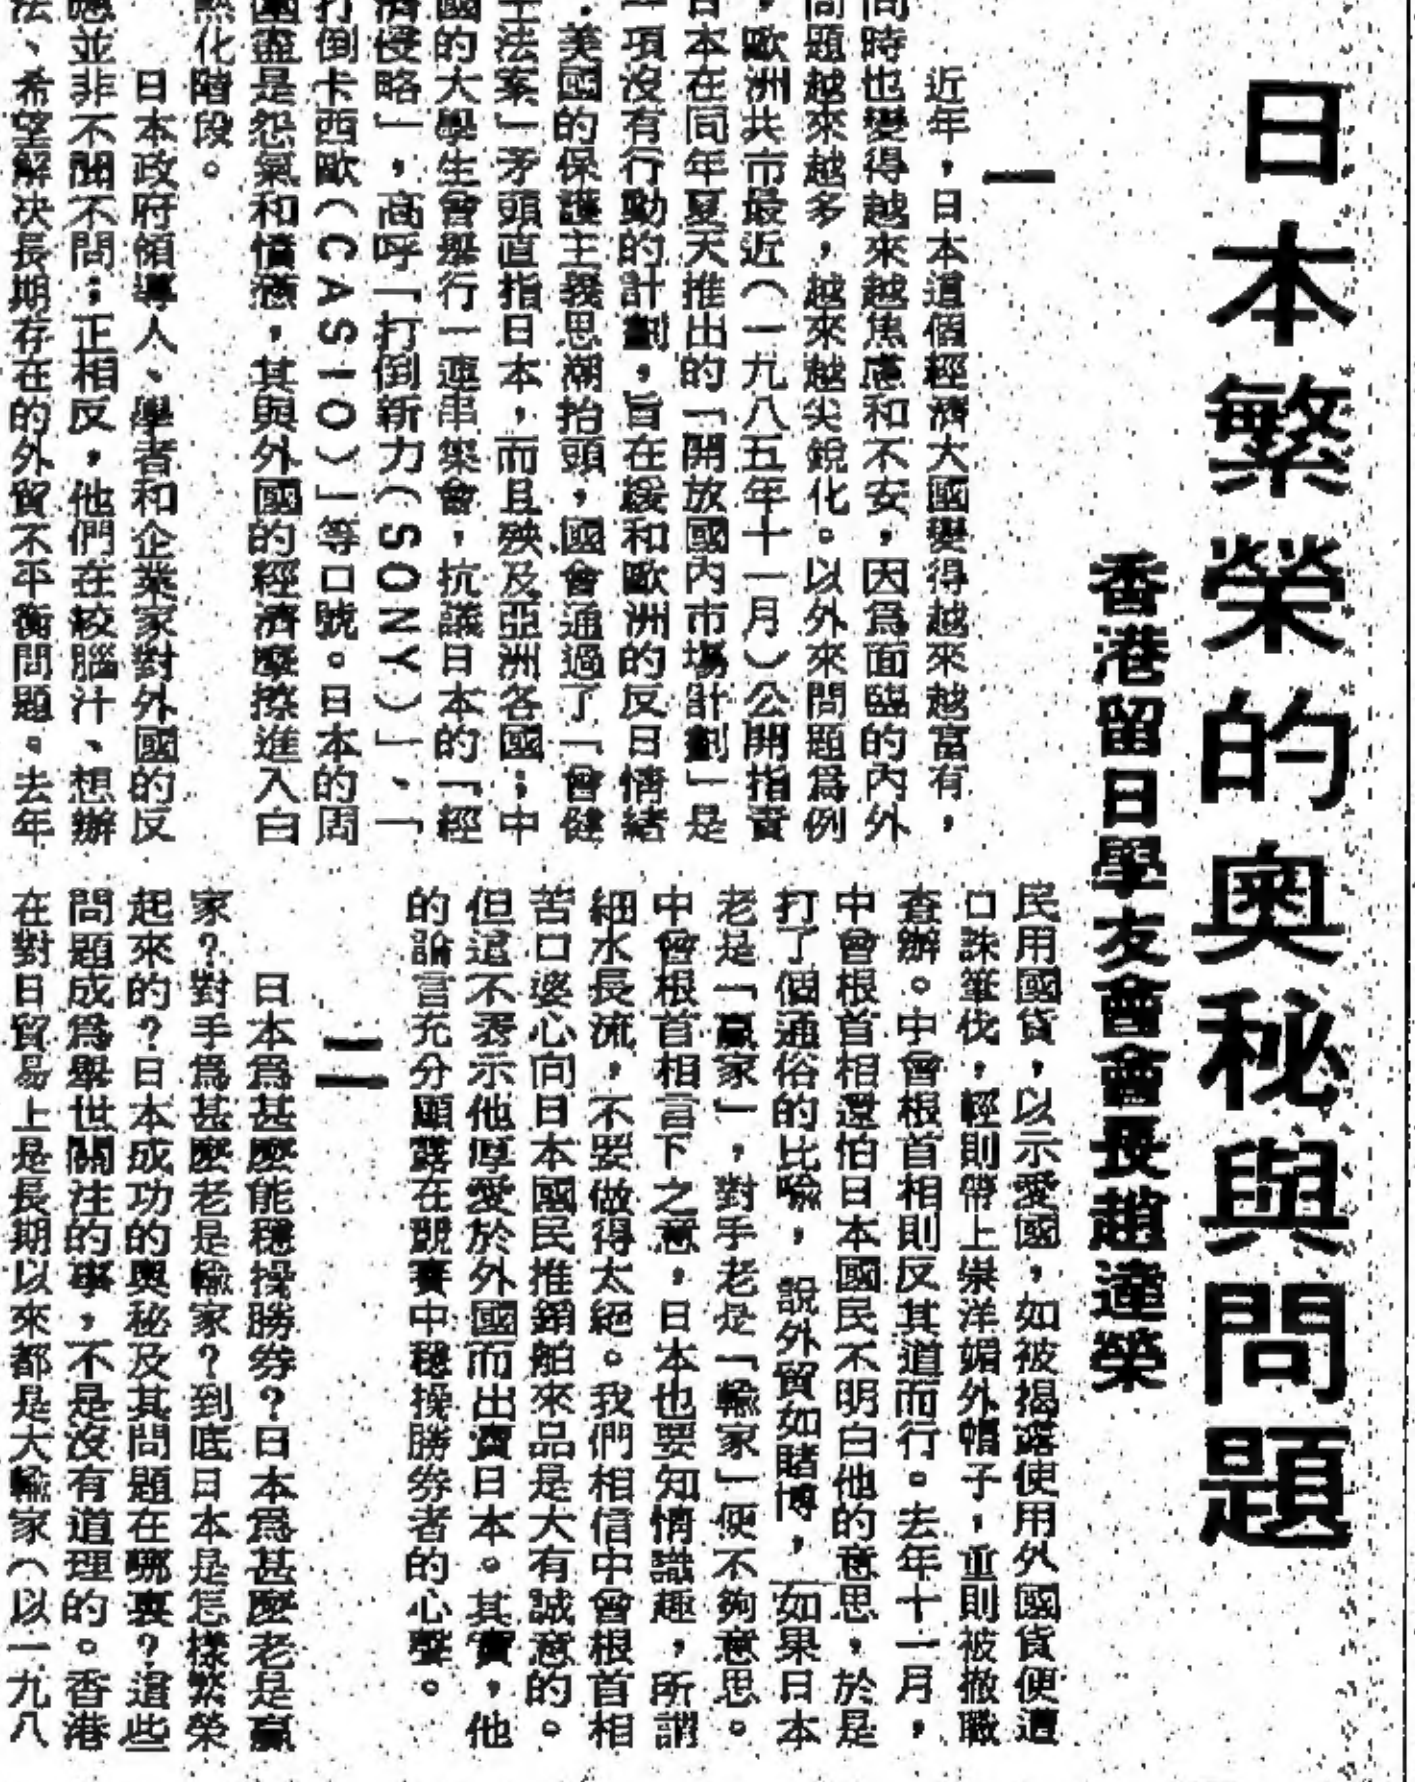 日本繁榮的奧秘與問題
香港留日學友會會長趙達榮
一
近年，日本這個經濟大國變得越來越富有，
同時也變得越來越焦慮和不安，因爲面臨的內外
問題越來越多，越來越尖銳化。以外來問題爲例
，歐洲共市最近（一九八五年十一月）公開指責
日本在同年夏天推出的「開放國內市場計劃」是
一項沒有行動的計劃，旨在緩和歐洲的反日情緒
．美國的保護主義思潮抬頭，國會通過了「曾健
主法案」矛頭直指日本，而且殃及亞洲各國；中
國的大學生會舉行一連串集會，抗議日本的「經
濟侵略」，高呼「打倒新力（SONY）」，「
打倒卡西歐（CASIO）」等口號。日本的周
圍盡是怨氣和憤懣，其與外國的經濟摩擦進入白
熱化階段。
日本政府領導人、學者和企業家對外國的反
應並非不聞不問；正相反，他們在絞腦汁、想辦
法、希望解決長期存在的外貿不平衡問題。去年
民用國貨，以示愛國，如被揭露使用外國貨便遭
口誅筆伐，輕則帶上崇洋媚外帽子，重則被撤職
查辦。中曾根首相則反其道而行。去年十一月，
中曾根首相還怕日本國民不明白他的意思，於是
打了個通俗的比喻，說外貿如賭博，如果日本
老是「贏家」，對手老是「輸家」便不夠意思。
中曾根首相言下之意，日本也要知情識趣，所謂
細水長流，不要做得太絕。我們相信中曾根首相
苦口婆心向日本國民推銷舶來品是大有誠意的。
但這不表示他厚愛於外國而出賣日本。其實，他
的諭言充分顯露在競賽中穩操勝券者的心聲。
二
日本爲甚麼能穩操勝券？日本爲甚麼老是贏
家？對手爲甚麼老是輸家？到底日本是怎樣繁榮
起來的？日本成功的奧秘及其問題在哪裏？這些
問題成爲舉世關注的事，不是沒有道理的。香港
在對日貿易上是長期以來都是大輸家（以一九八